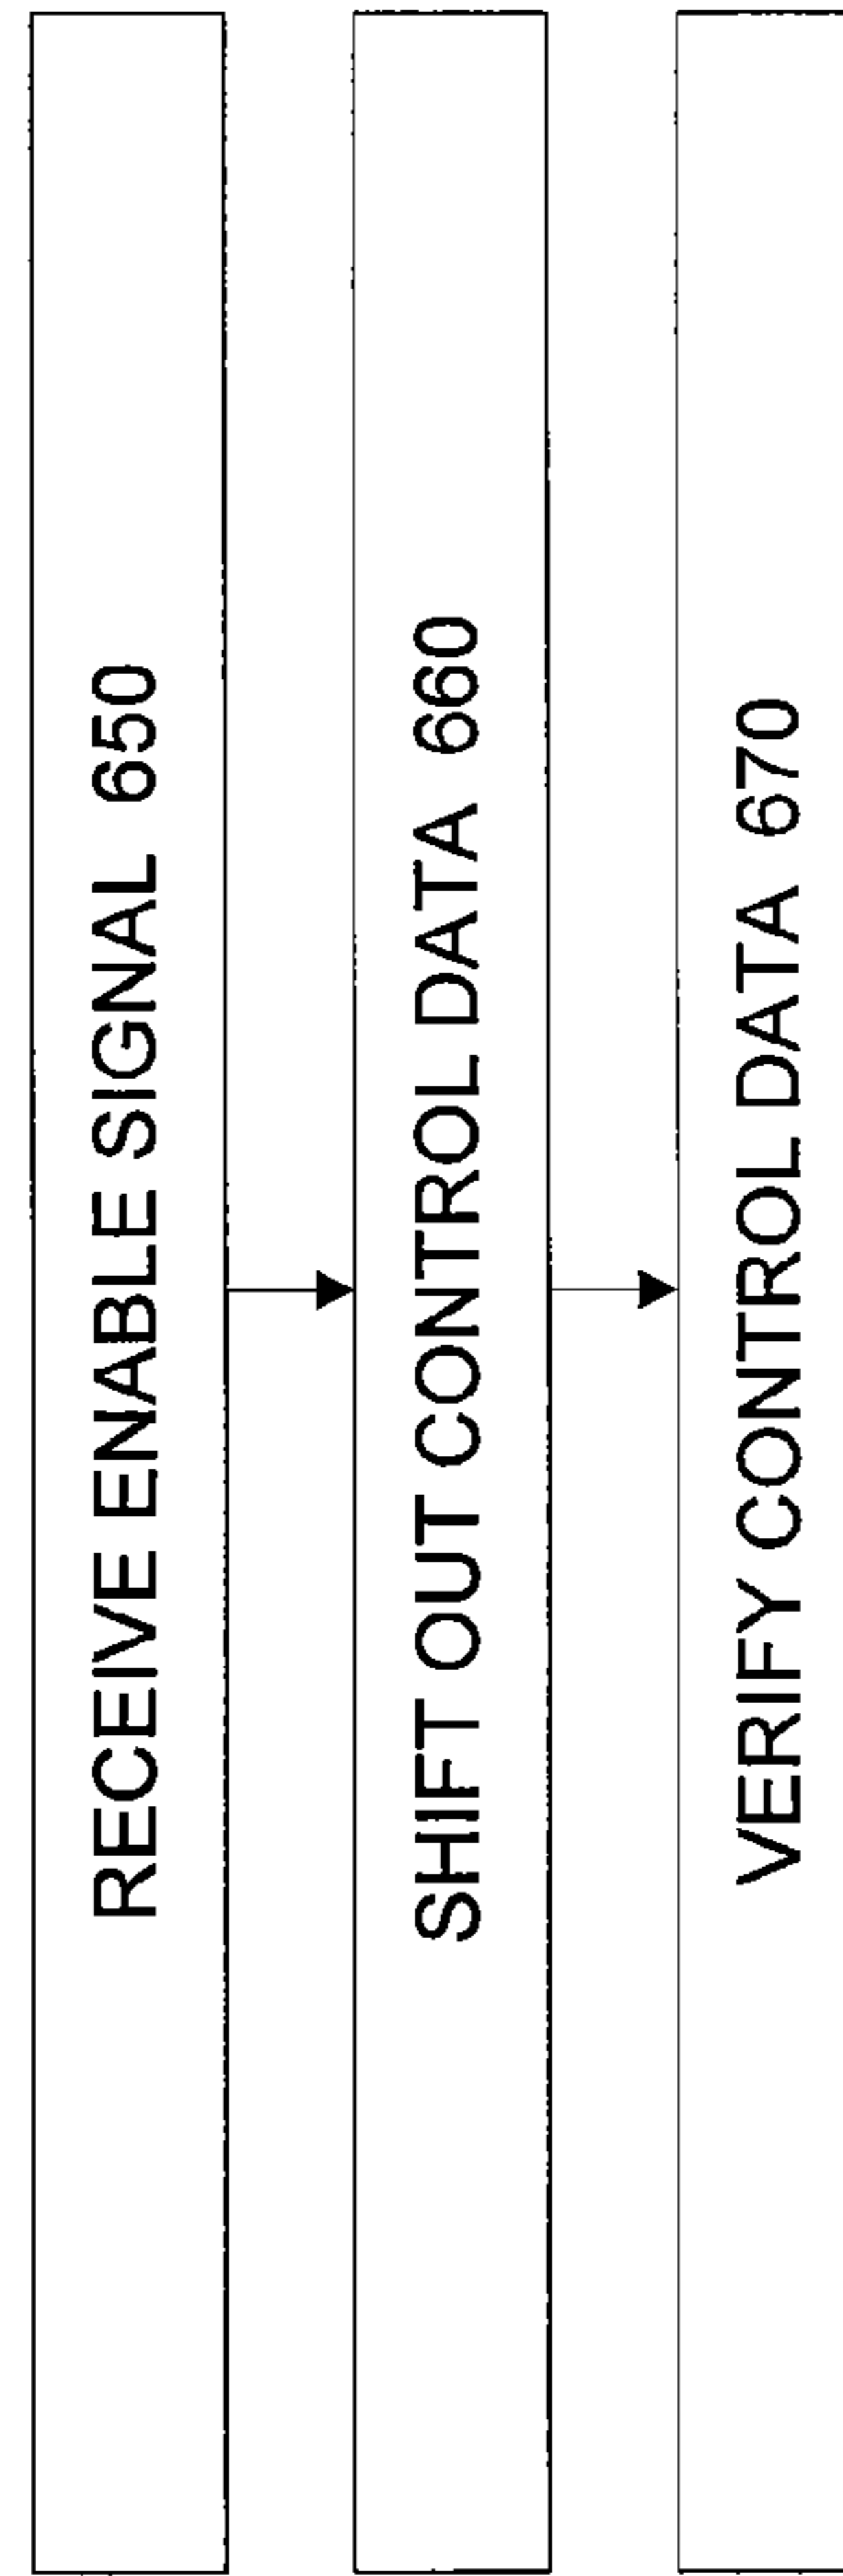 RECEIVE ENABLE SIGNAL 650
SHIFT OUT CONTROL DATA 660
VERIFY CONTROL DATA 670